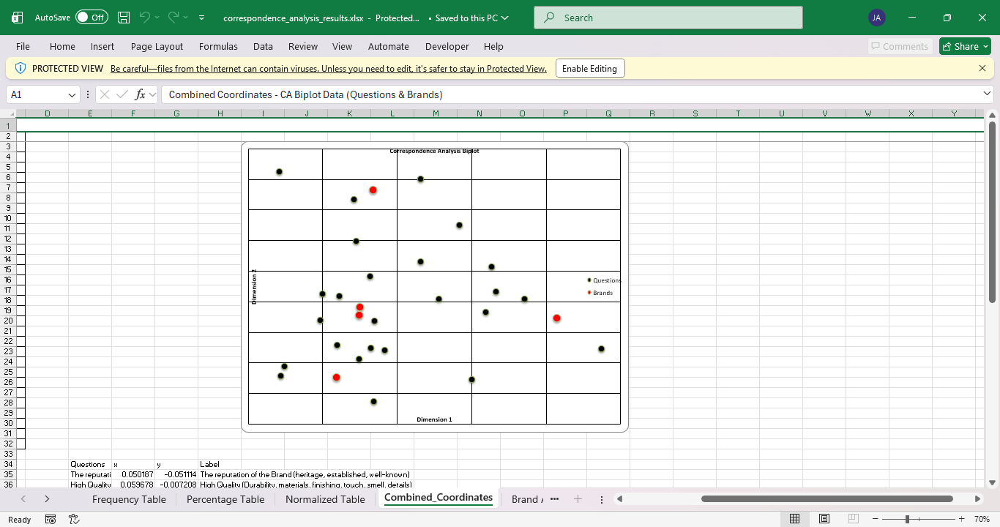 AutoSave Off correspondence_analysis_results.xlsx - Protected... • Saved to this PC Search JA
File Home Insert Page Layout Formulas Data Review View Automate Developer Help Comments Share
PROTECTED VIEW Be careful—files from the Internet can contain viruses. Unless you need to edit, it's safer to stay in Protected View. Enable Editing
A1 fx Combined Coordinates - CA Biplot Data (Questions & Brands)
D E F G H I J K L M N O P Q R S T U V W X Y
1
2
3
4
5
6
7
8
9
10
11
12
13
14
15
16
17
18
19
20
21
22
23
24
25
26
27
28
29
30
31
32
33
Correspondence Analysis Biplot
Dimension 2
Questions
Brands
Dimension 1
34 Questions x y Label
35 The reputati 0.050187 -0.051114 The reputation of the Brand (heritage, established, well-known)
36 High Quality 0.059678 -0.007208 High Quality (Durability, materials, finishing, touch, smell, details)
Frequency Table Percentage Table Normalized Table Combined_Coordinates Brand
Ready 70%